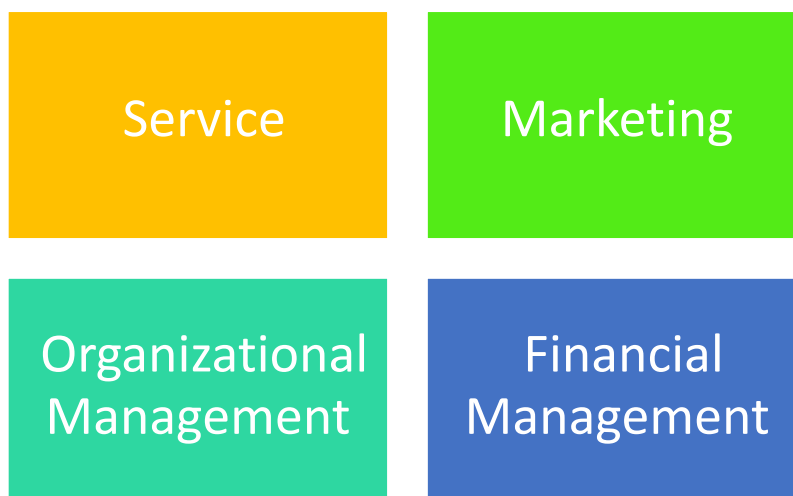 Service
Marketing
Organizational
Management
Financial
Management